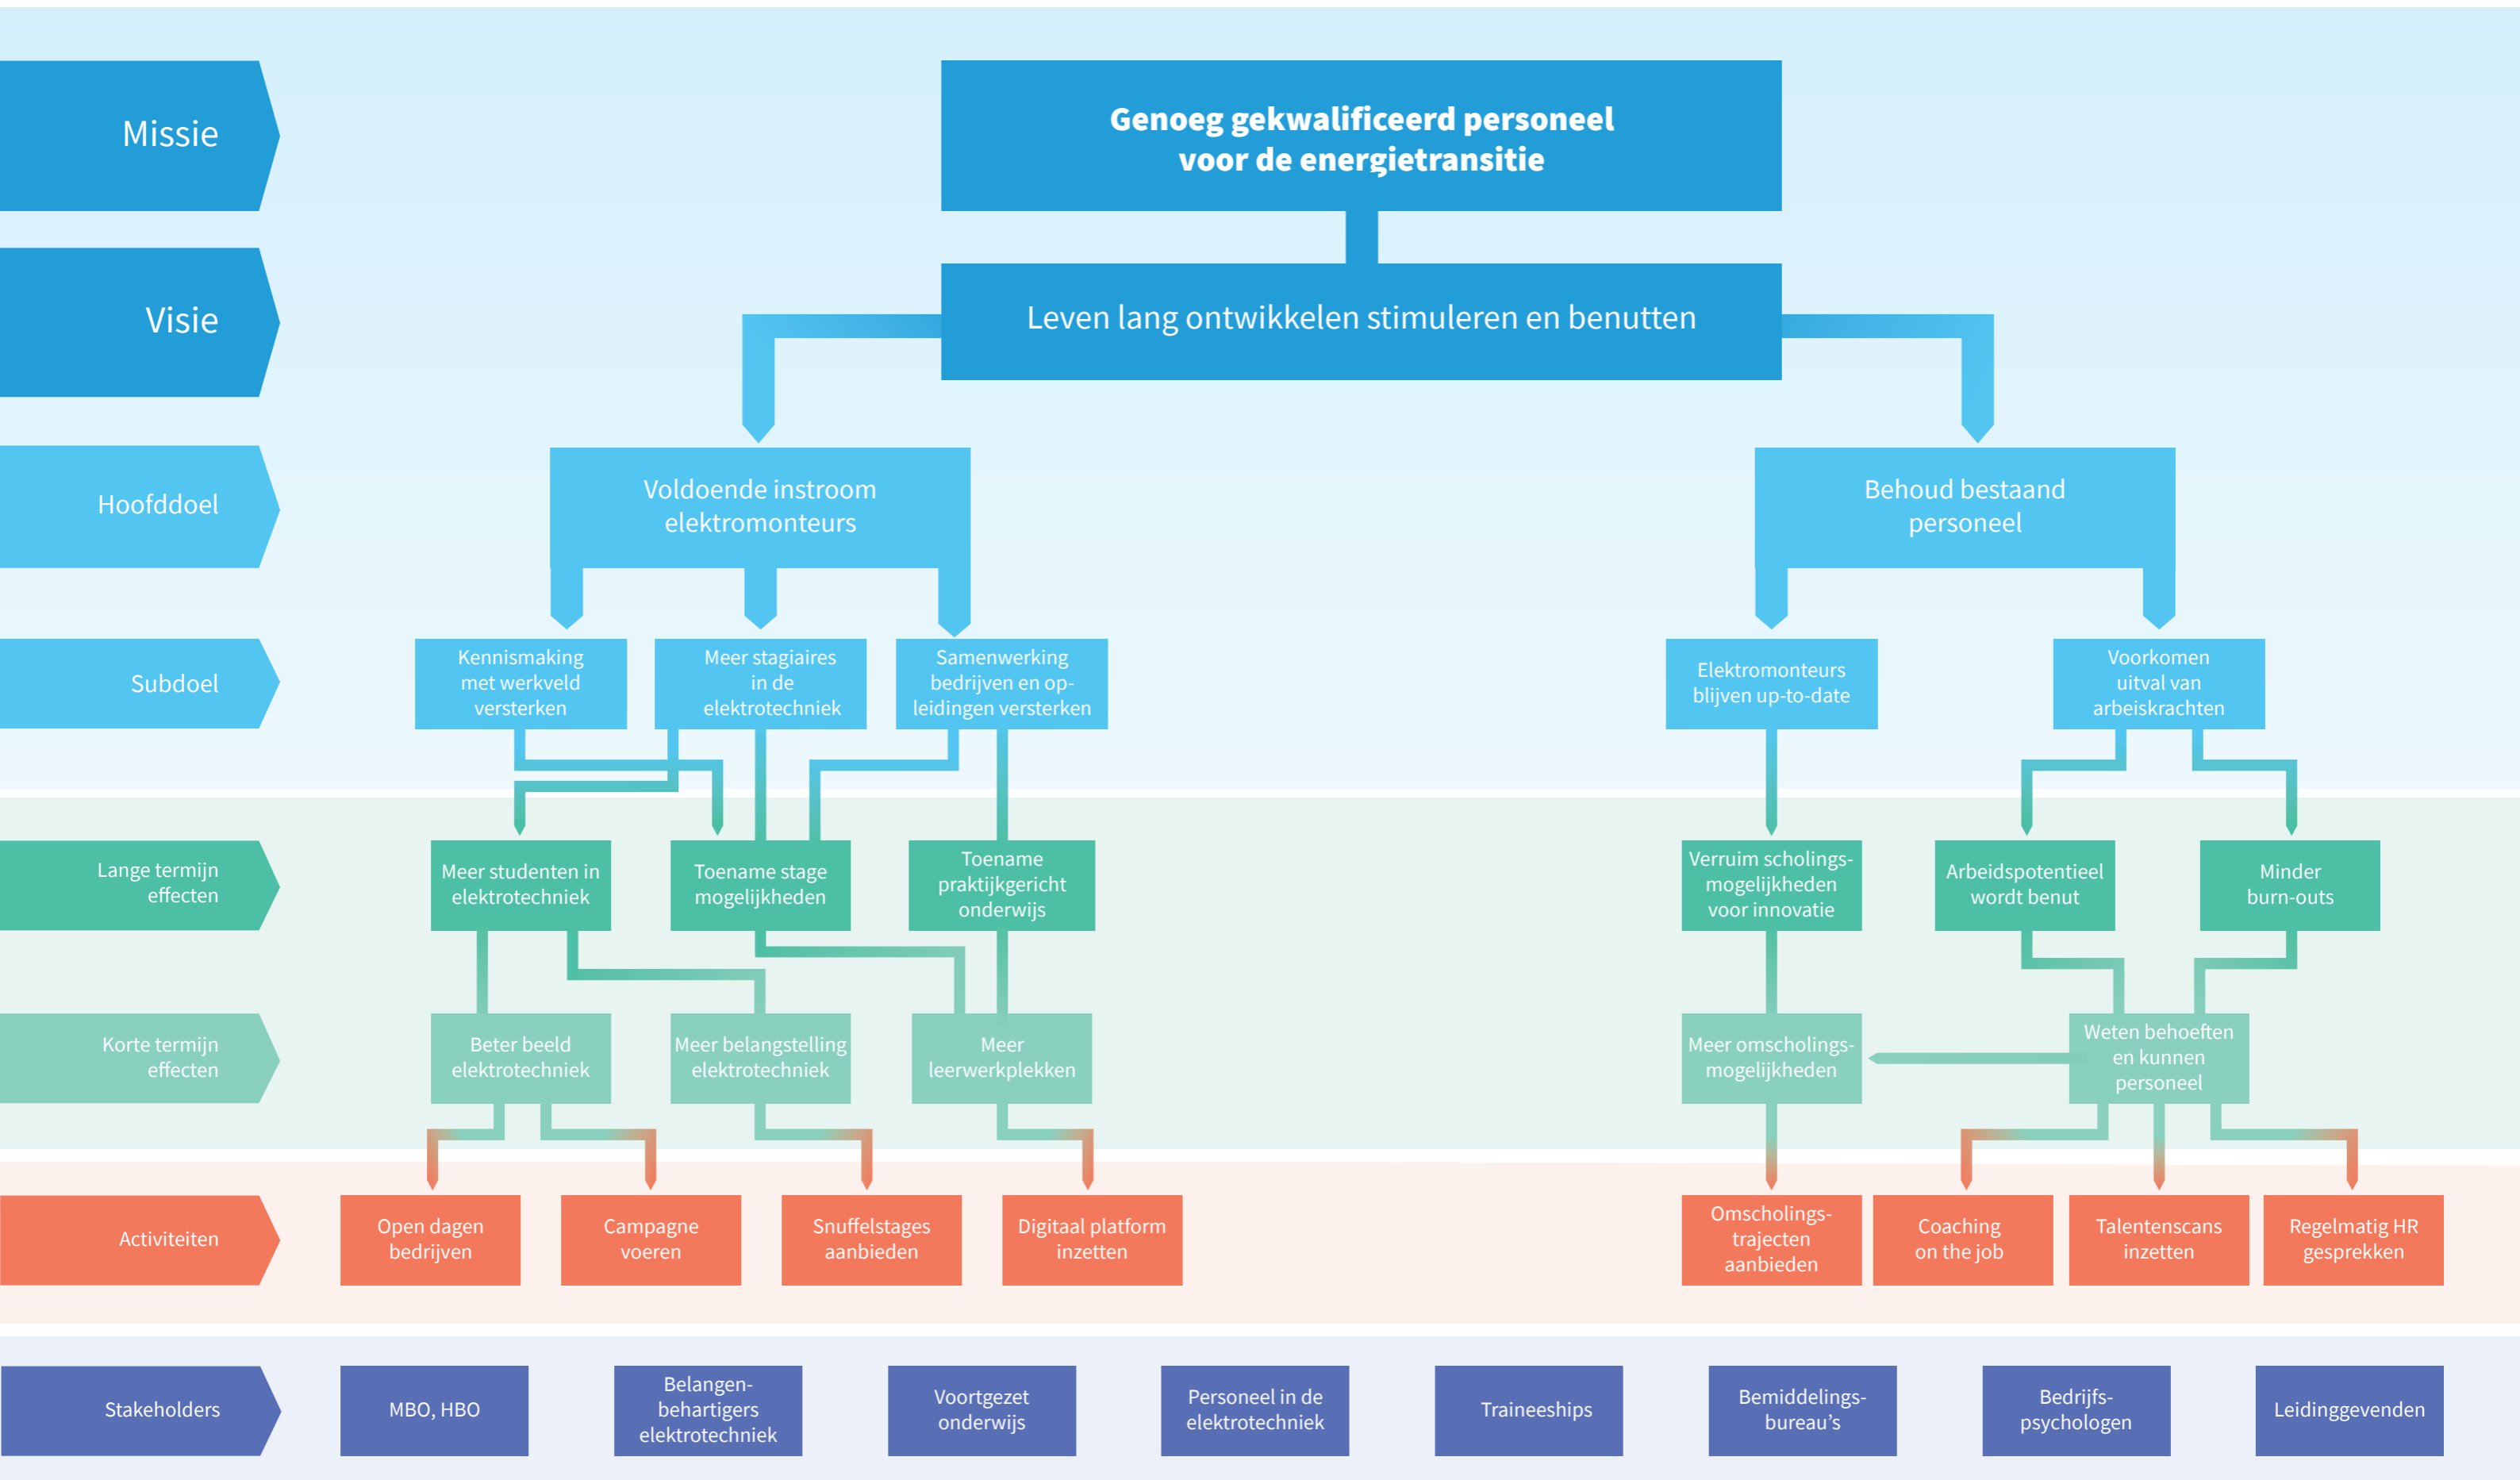 Missie
Genoeg gekwalificeerd personeel
voor de energietransitie
Visie
Leven lang ontwikkelen stimuleren en benutten
Hoofddoel
Voldoende instroom
elektromonteurs
Behoud bestaand
personeel
Subdoel
Kennismaking
met werkveld
versterken
Meer stagiaires
in de
elektrotechniek
Samenwerking
bedrijven en op-
leidingen versterken
Elektromonteurs
blijven up-to-date
Voorkomen
uitval van
arbeiskrachten
Lange termijn
effecten
Meer studenten in
elektrotechniek
Toename stage
mogelijkheden
Toename
praktijkgericht
onderwijs
Verruim scholings-
mogelijkheden
voor innovatie
Arbeidspotentieel
wordt benut
Minder
burn-outs
Korte termijn
effecten
Beter beeld
elektrotechniek
Meer belangstelling
elektrotechniek
Meer
leerwerkplekken
Meer omscholings-
mogelijkheden
Weten behoeften
en kunnen
personeel
Activiteiten
Open dagen
bedrijven
Campagne
voeren
Snuffelstages
aanbieden
Digitaal platform
inzetten
Omscholings-
trajecten
aanbieden
Coaching
on the job
Talentenscans
inzetten
Regelmatig HR
gesprekken
Stakeholders
MBO, HBO
Belangen-
behartigers
elektrotechniek
Voortgezet
onderwijs
Personeel in de
elektrotechniek
Traineeships
Bemiddelings-
bureau's
Bedrijfs-
psychologen
Leidinggevenden